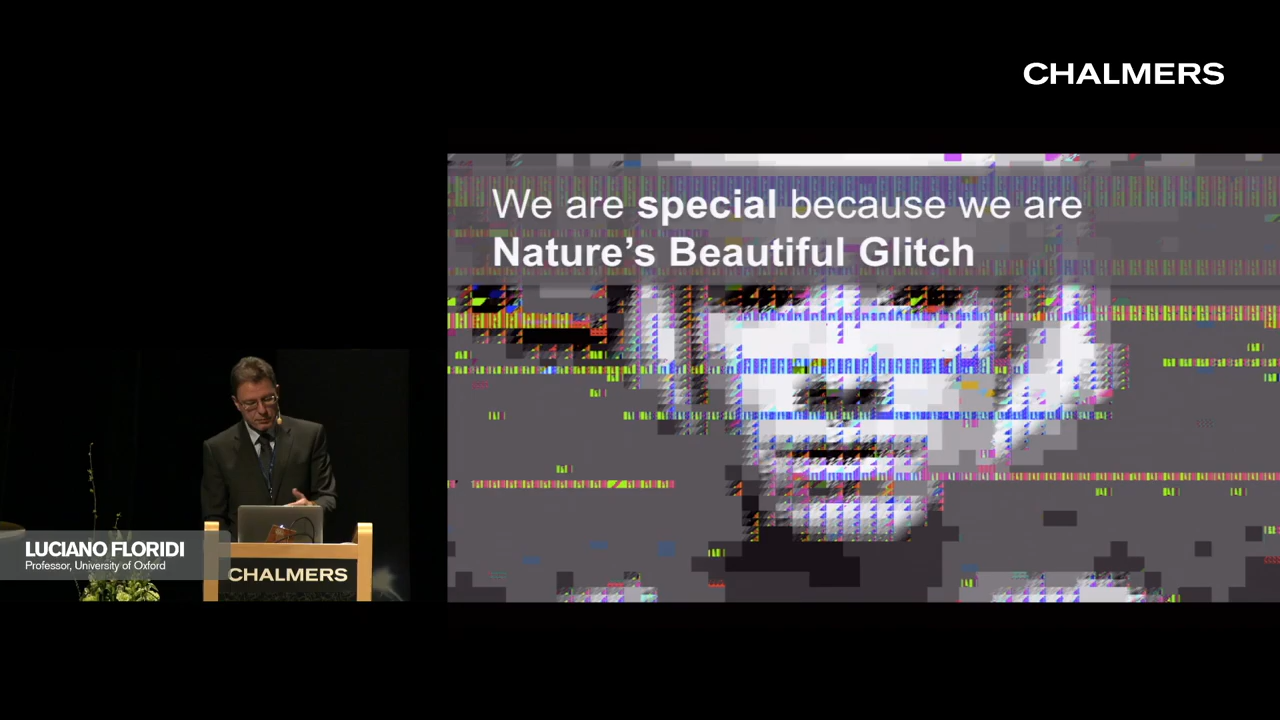 CHALMERS
We are special because we are
Nature's Beautiful Glitch
LUCIANO FLORIDI
Professor, University of Oxford
CHALMERS